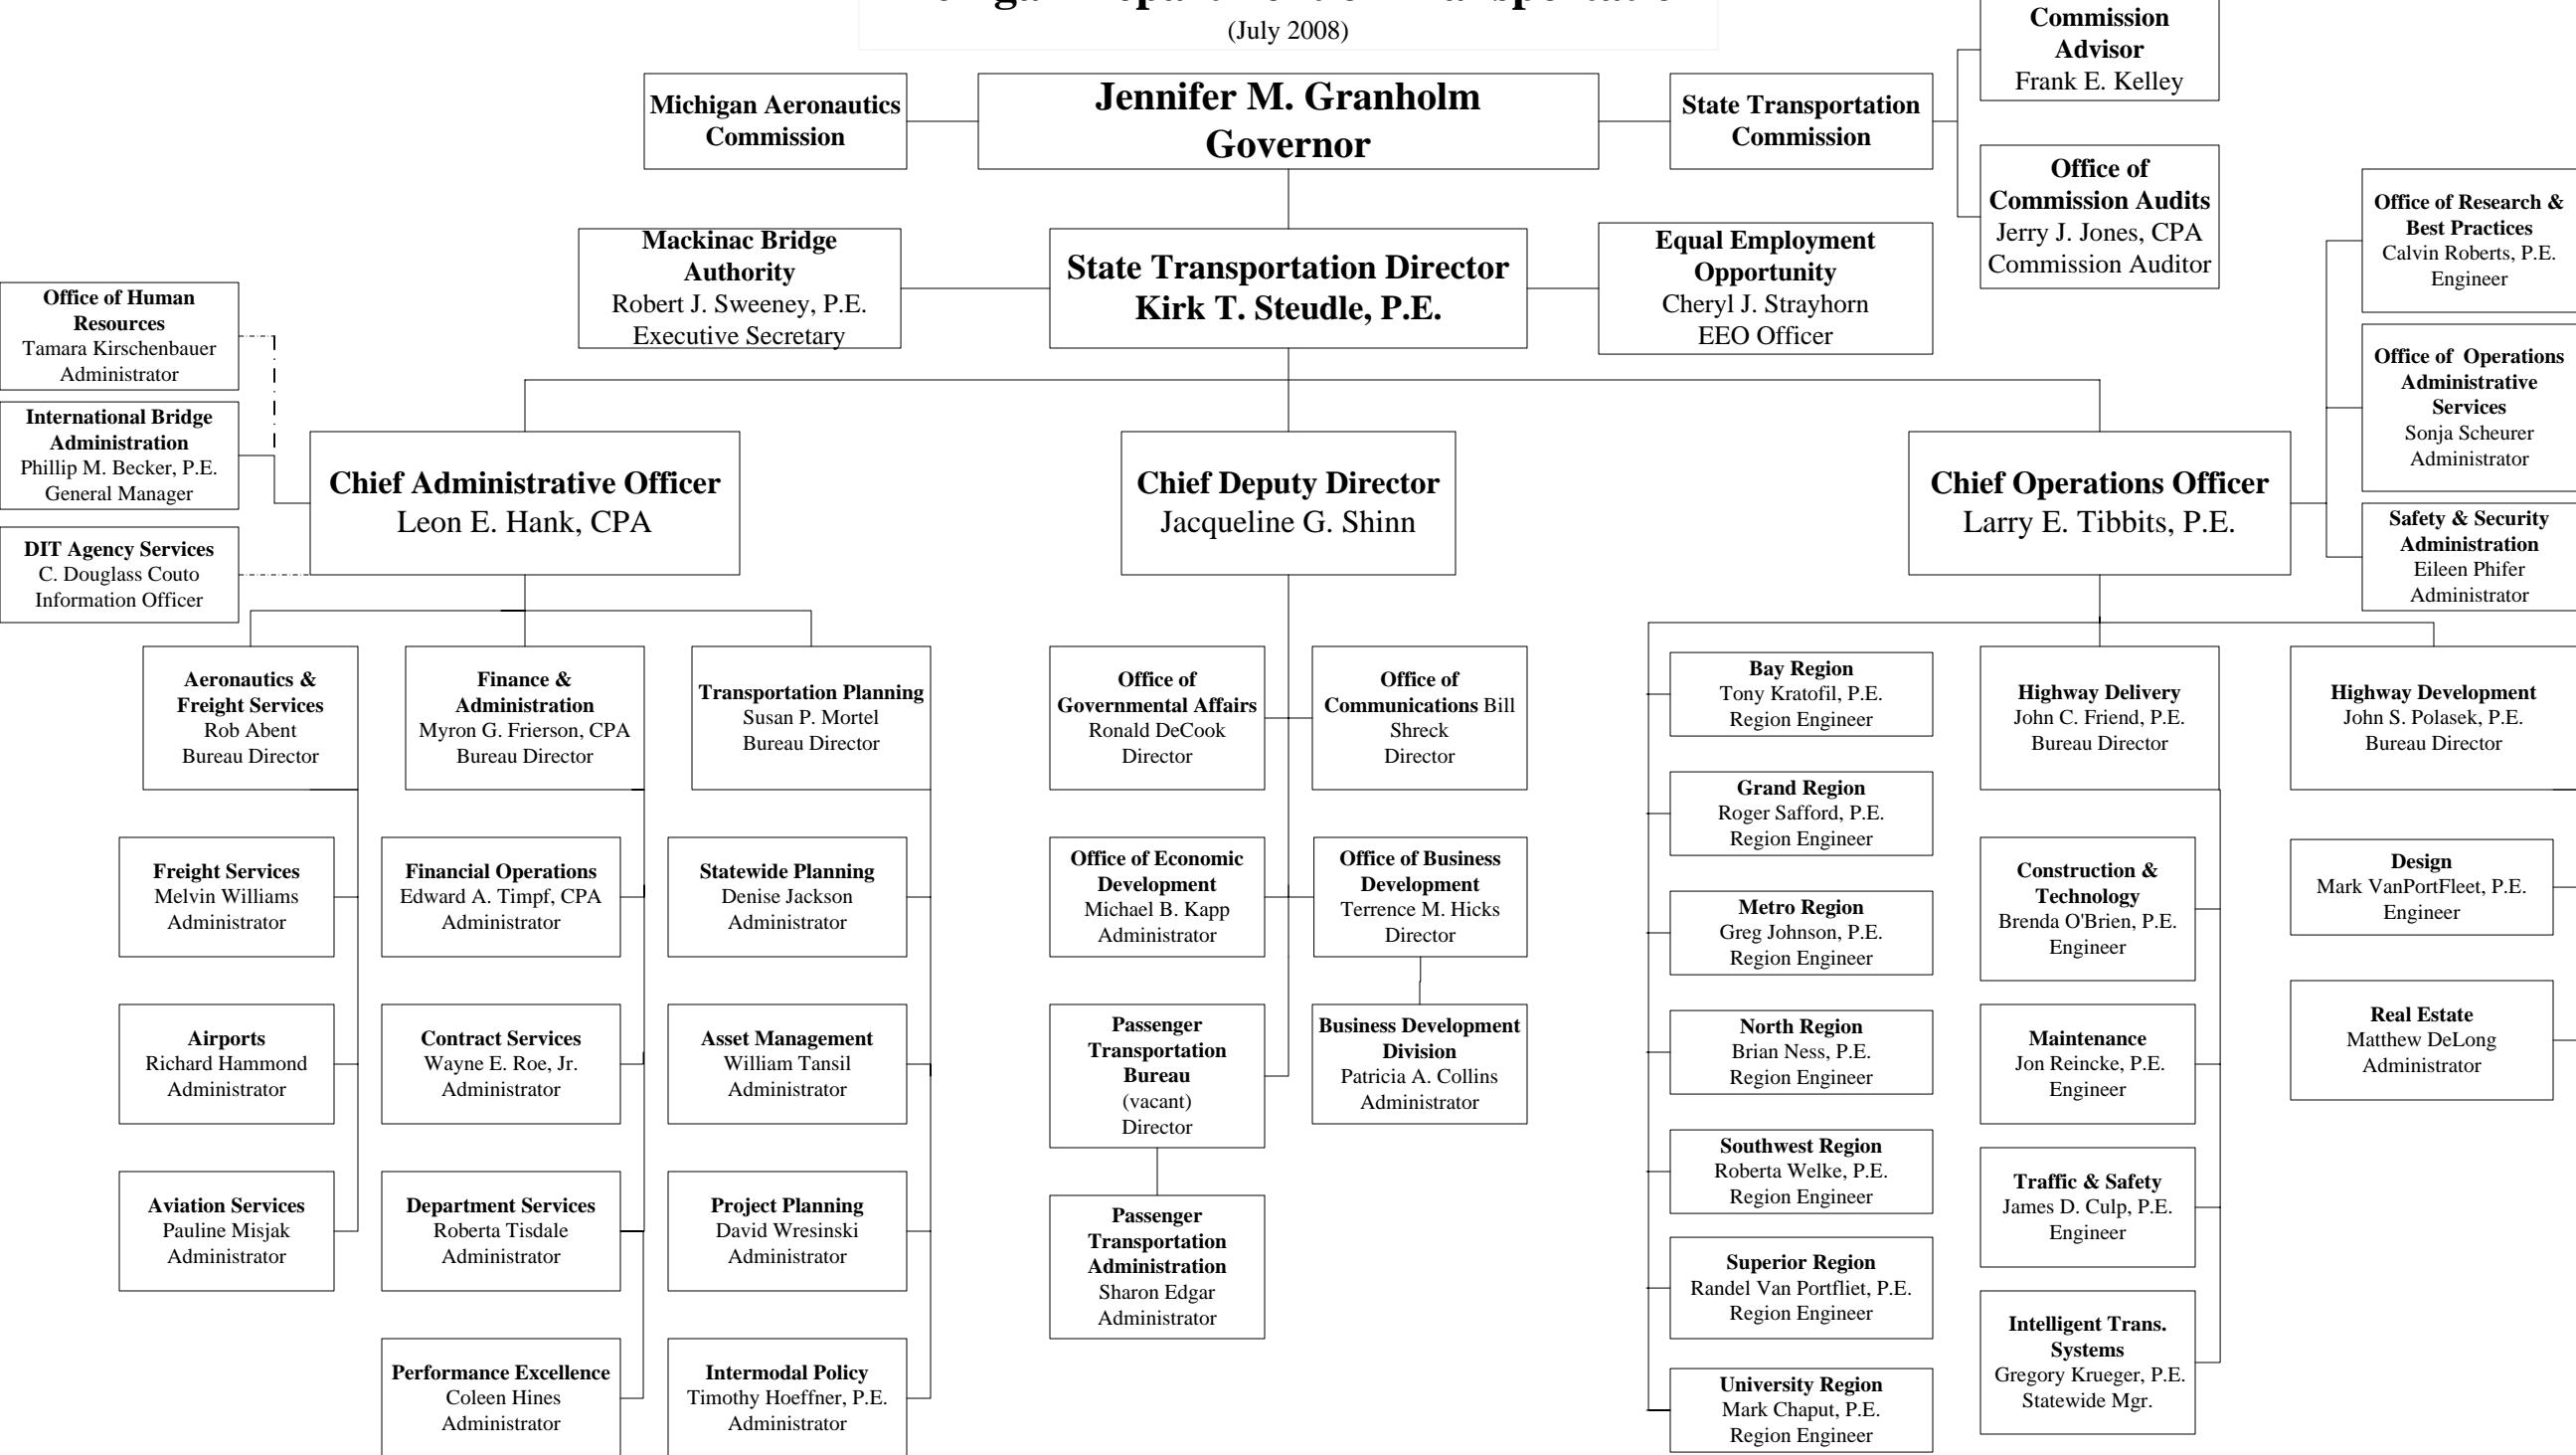 (July 2008)
Commission
Advisor
Frank E. Kelley
Michigan Aeronautics
Commission
Jennifer M. Granholm
Governor
State Transportation
Commission
Office of
Commission Audits
Jerry J. Jones, CPA
Commission Auditor
Mackinac Bridge
Authority
Robert J. Sweeney, P.E.
Executive Secretary
State Transportation Director
Kirk T. Steudle, P.E.
Equal Employment
Opportunity
Cheryl J. Strayhorn
EEO Officer
Office of Research &
Best Practices
Calvin Roberts, P.E.
Engineer
Office of Human
Resources
Tamara Kirschenbauer
Administrator
International Bridge
Administration
Phillip M. Becker, P.E.
General Manager
DIT Agency Services
C. Douglass Couto
Information Officer
Chief Administrative Officer
Leon E. Hank, CPA
Chief Deputy Director
Jacqueline G. Shinn
Chief Operations Officer
Larry E. Tibbits, P.E.
Office of  Operations
Administrative
Services
Sonja Scheurer
Administrator
Safety & Security
Administration
Eileen Phifer
Administrator
Aeronautics &
Freight Services
Rob Abent
Bureau Director
Freight Services
Melvin Williams
Administrator
Airports
Richard Hammond
Administrator
Aviation Services
Pauline Misjak
Administrator
Finance &
Administration
Myron G. Frierson, CPA
Bureau Director
Financial Operations
Edward A. Timpf, CPA
Administrator
Contract Services
Wayne E. Roe, Jr.
Administrator
Department Services
Roberta Tisdale
Administrator
Performance Excellence
Coleen Hines
Administrator
Transportation Planning
Susan P. Mortel
Bureau Director
Statewide Planning
Denise Jackson
Administrator
Asset Management
William Tansil
Administrator
Project Planning
David Wresinski
Administrator
Intermodal Policy
Timothy Hoeffner, P.E.
Administrator
Office of
Governmental Affairs
Ronald DeCook
Director
Office of
Communications Bill
Shreck
Director
Office of Economic
Development
Michael B. Kapp
Administrator
Office of Business
Development
Terrence M. Hicks
Director
Passenger
Transportation
Bureau
(vacant)
Director
Business Development
Division
Patricia A. Collins
Administrator
Passenger
Transportation
Administration
Sharon Edgar
Administrator
Bay Region
Tony Kratofil, P.E.
Region Engineer
Grand Region
Roger Safford, P.E.
Region Engineer
Metro Region
Greg Johnson, P.E.
Region Engineer
North Region
Brian Ness, P.E.
Region Engineer
Southwest Region
Roberta Welke, P.E.
Region Engineer
Superior Region
Randel Van Portfliet, P.E.
Region Engineer
University Region
Mark Chaput, P.E.
Region Engineer
Highway Delivery
John C. Friend, P.E.
Bureau Director
Construction &
Technology
Brenda O'Brien, P.E.
Engineer
Maintenance
Jon Reincke, P.E.
Engineer
Traffic & Safety
James D. Culp, P.E.
Engineer
Intelligent Trans.
Systems
Gregory Krueger, P.E.
Statewide Mgr.
Highway Development
John S. Polasek, P.E.
Bureau Director
Design
Mark VanPortFleet, P.E.
Engineer
Real Estate
Matthew DeLong
Administrator